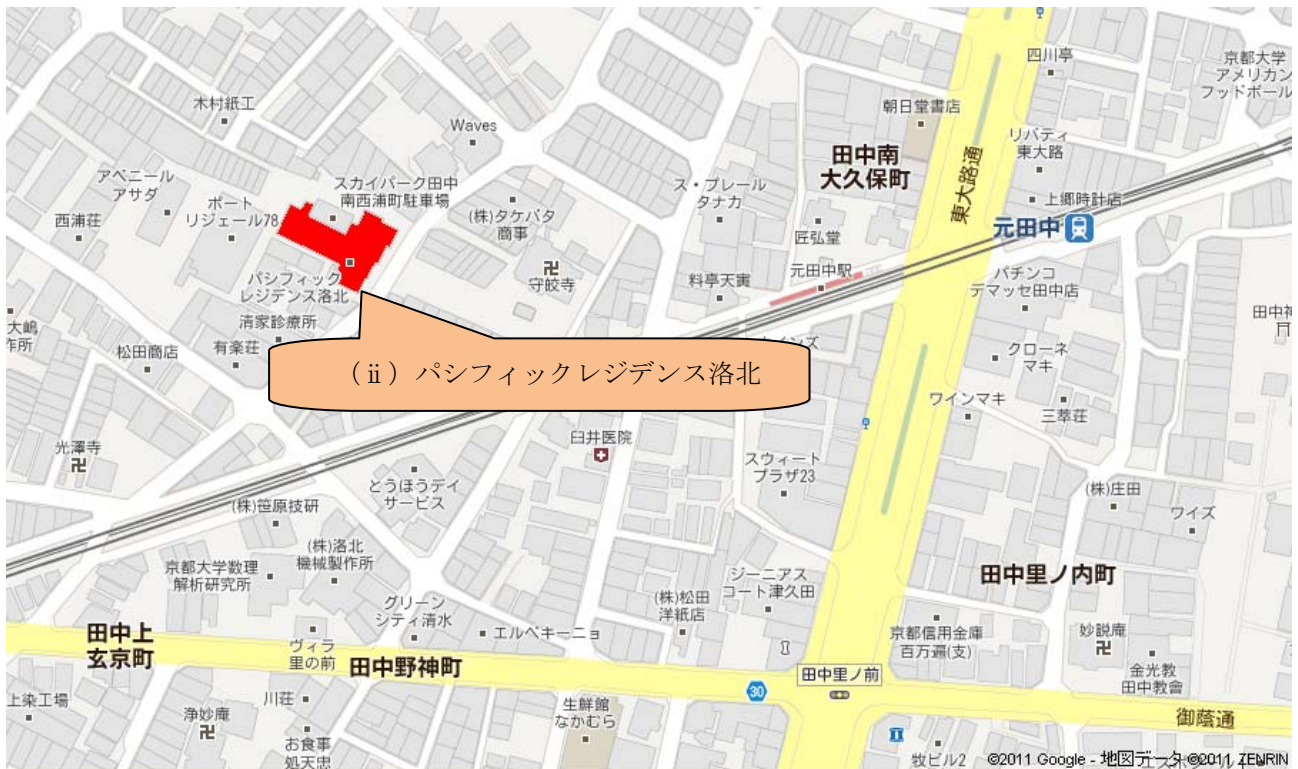 四川亭
京都大学
アメリカン
フッドボール
木村紙工
朝日堂書店
Waves
リバティ
東大路
田中南
大久保町
東大路通
アベニール
アサダ
スカイパーク田中
南西浦町駐車場
ス・プレール
タナカ
上郷時計店
西浦荘
ポート
リジェール78
(株)タケバタ
商事
匠弘堂
元田中
守餃寺
料亭天寅
元田中駅
パチンコ
デマッセ田中店
パシフィック
レジデンス洛北
清家診療所
有楽荘
松田商店
クローネ
マキ
(ⅱ)パシフィックレジデンス洛北
ワインマキ
三萃荘
光澤寺
臼井医院
スウィート
プラザ23
とうほうデイ
サービス
(株)庄田
ワイズ
(株)笹原技研
(株)洛北
機械製作所
京都大学数理
解析研究所
ジーニアス
コート津久田
田中里ノ内町
(株)松田
洋紙店
グリーン
シティ清水
エルペキーニョ
京都信用金庫
百万遍(支)
妙説庵
田中上
玄京町
ヴィラ
里の前
田中野神町
田中里ノ前
金光教
田中教會
30
上染工場
川荘
浄妙庵
生鮮館
なかむら
御蔭通
お食事
処天忠
牧ビル2
©2011 Google - 地図データ ©2011 ZENRIN